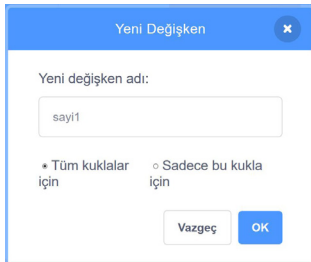 Yeni Değişken
Yeni değişken adı:
sayi1
Tüm kuklalar için
Sadece bu kukla için
Vazgeç
OK